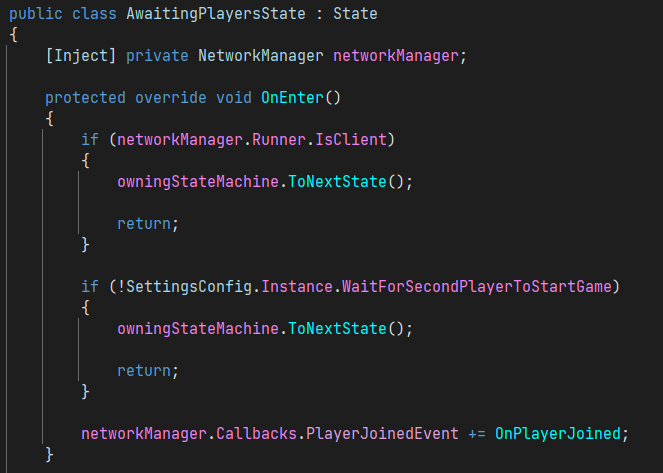 public class AwaitingPlayersState : State
{
    [Inject] private NetworkManager networkManager;

    protected override void OnEnter()
    {
        if (networkManager.Runner.IsClient)
        {
            owningStateMachine.ToNextState();

            return;
        }

        if (!SettingsConfig.Instance.WaitForSecondPlayerToStartGame)
        {
            owningStateMachine.ToNextState();

            return;
        }

        networkManager.Callbacks.PlayerJoinedEvent += OnPlayerJoined;
    }